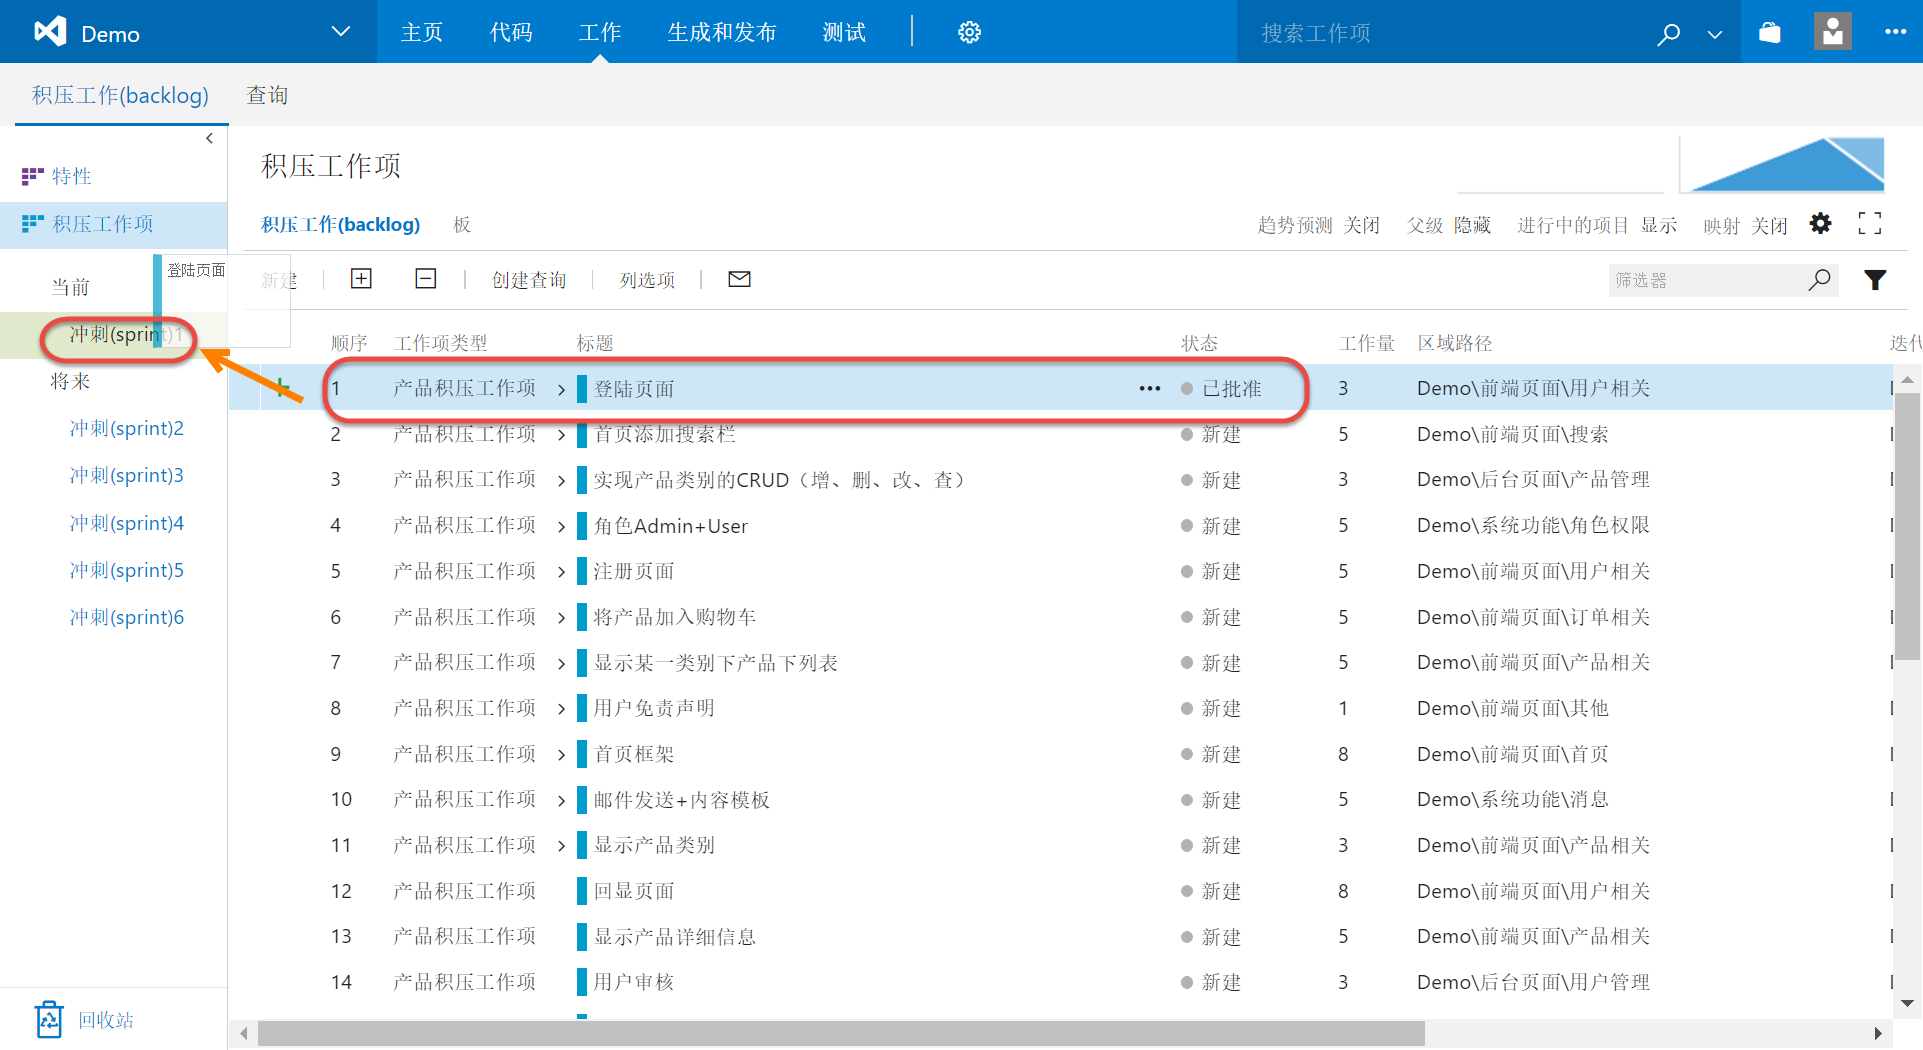 Demo 主页 代码 工作 生成和发布 测试 搜索工作项
积压工作(backlog) 查询
特性
积压工作项
当前
冲刺(sprint)1
将来
冲刺(sprint)2
冲刺(sprint)3
冲刺(sprint)4
冲刺(sprint)5
冲刺(sprint)6
回收站
登陆页面
积压工作项
积压工作(backlog) 板 趋势预测 关闭 父级 隐藏 进行中的项目 显示 映射 关闭
新建 创建查询 列选项 筛选器
顺序 工作项类型 标题 状态 工作量 区域路径 迭代
1 产品积压工作项 登陆页面 ••• 已批准 3 Demo\前端页面\用户相关
2 产品积压工作项 首页添加搜索栏 新建 5 Demo\前端页面\搜索
3 产品积压工作项 实现产品类别的CRUD（增、删、改、查） 新建 3 Demo\后台页面\产品管理
4 产品积压工作项 角色Admin+User 新建 5 Demo\系统功能\角色权限
5 产品积压工作项 注册页面 新建 5 Demo\前端页面\用户相关
6 产品积压工作项 将产品加入购物车 新建 5 Demo\前端页面\订单相关
7 产品积压工作项 显示某一类别下产品下列表 新建 5 Demo\前端页面\产品相关
8 产品积压工作项 用户免责声明 新建 1 Demo\前端页面\其他
9 产品积压工作项 首页框架 新建 8 Demo\前端页面\首页
10 产品积压工作项 邮件发送+内容模板 新建 5 Demo\系统功能\消息
11 产品积压工作项 显示产品类别 新建 3 Demo\前端页面\产品相关
12 产品积压工作项 回显页面 新建 8 Demo\前端页面\用户相关
13 产品积压工作项 显示产品详细信息 新建 5 Demo\前端页面\产品相关
14 产品积压工作项 用户审核 新建 3 Demo\后台页面\用户管理